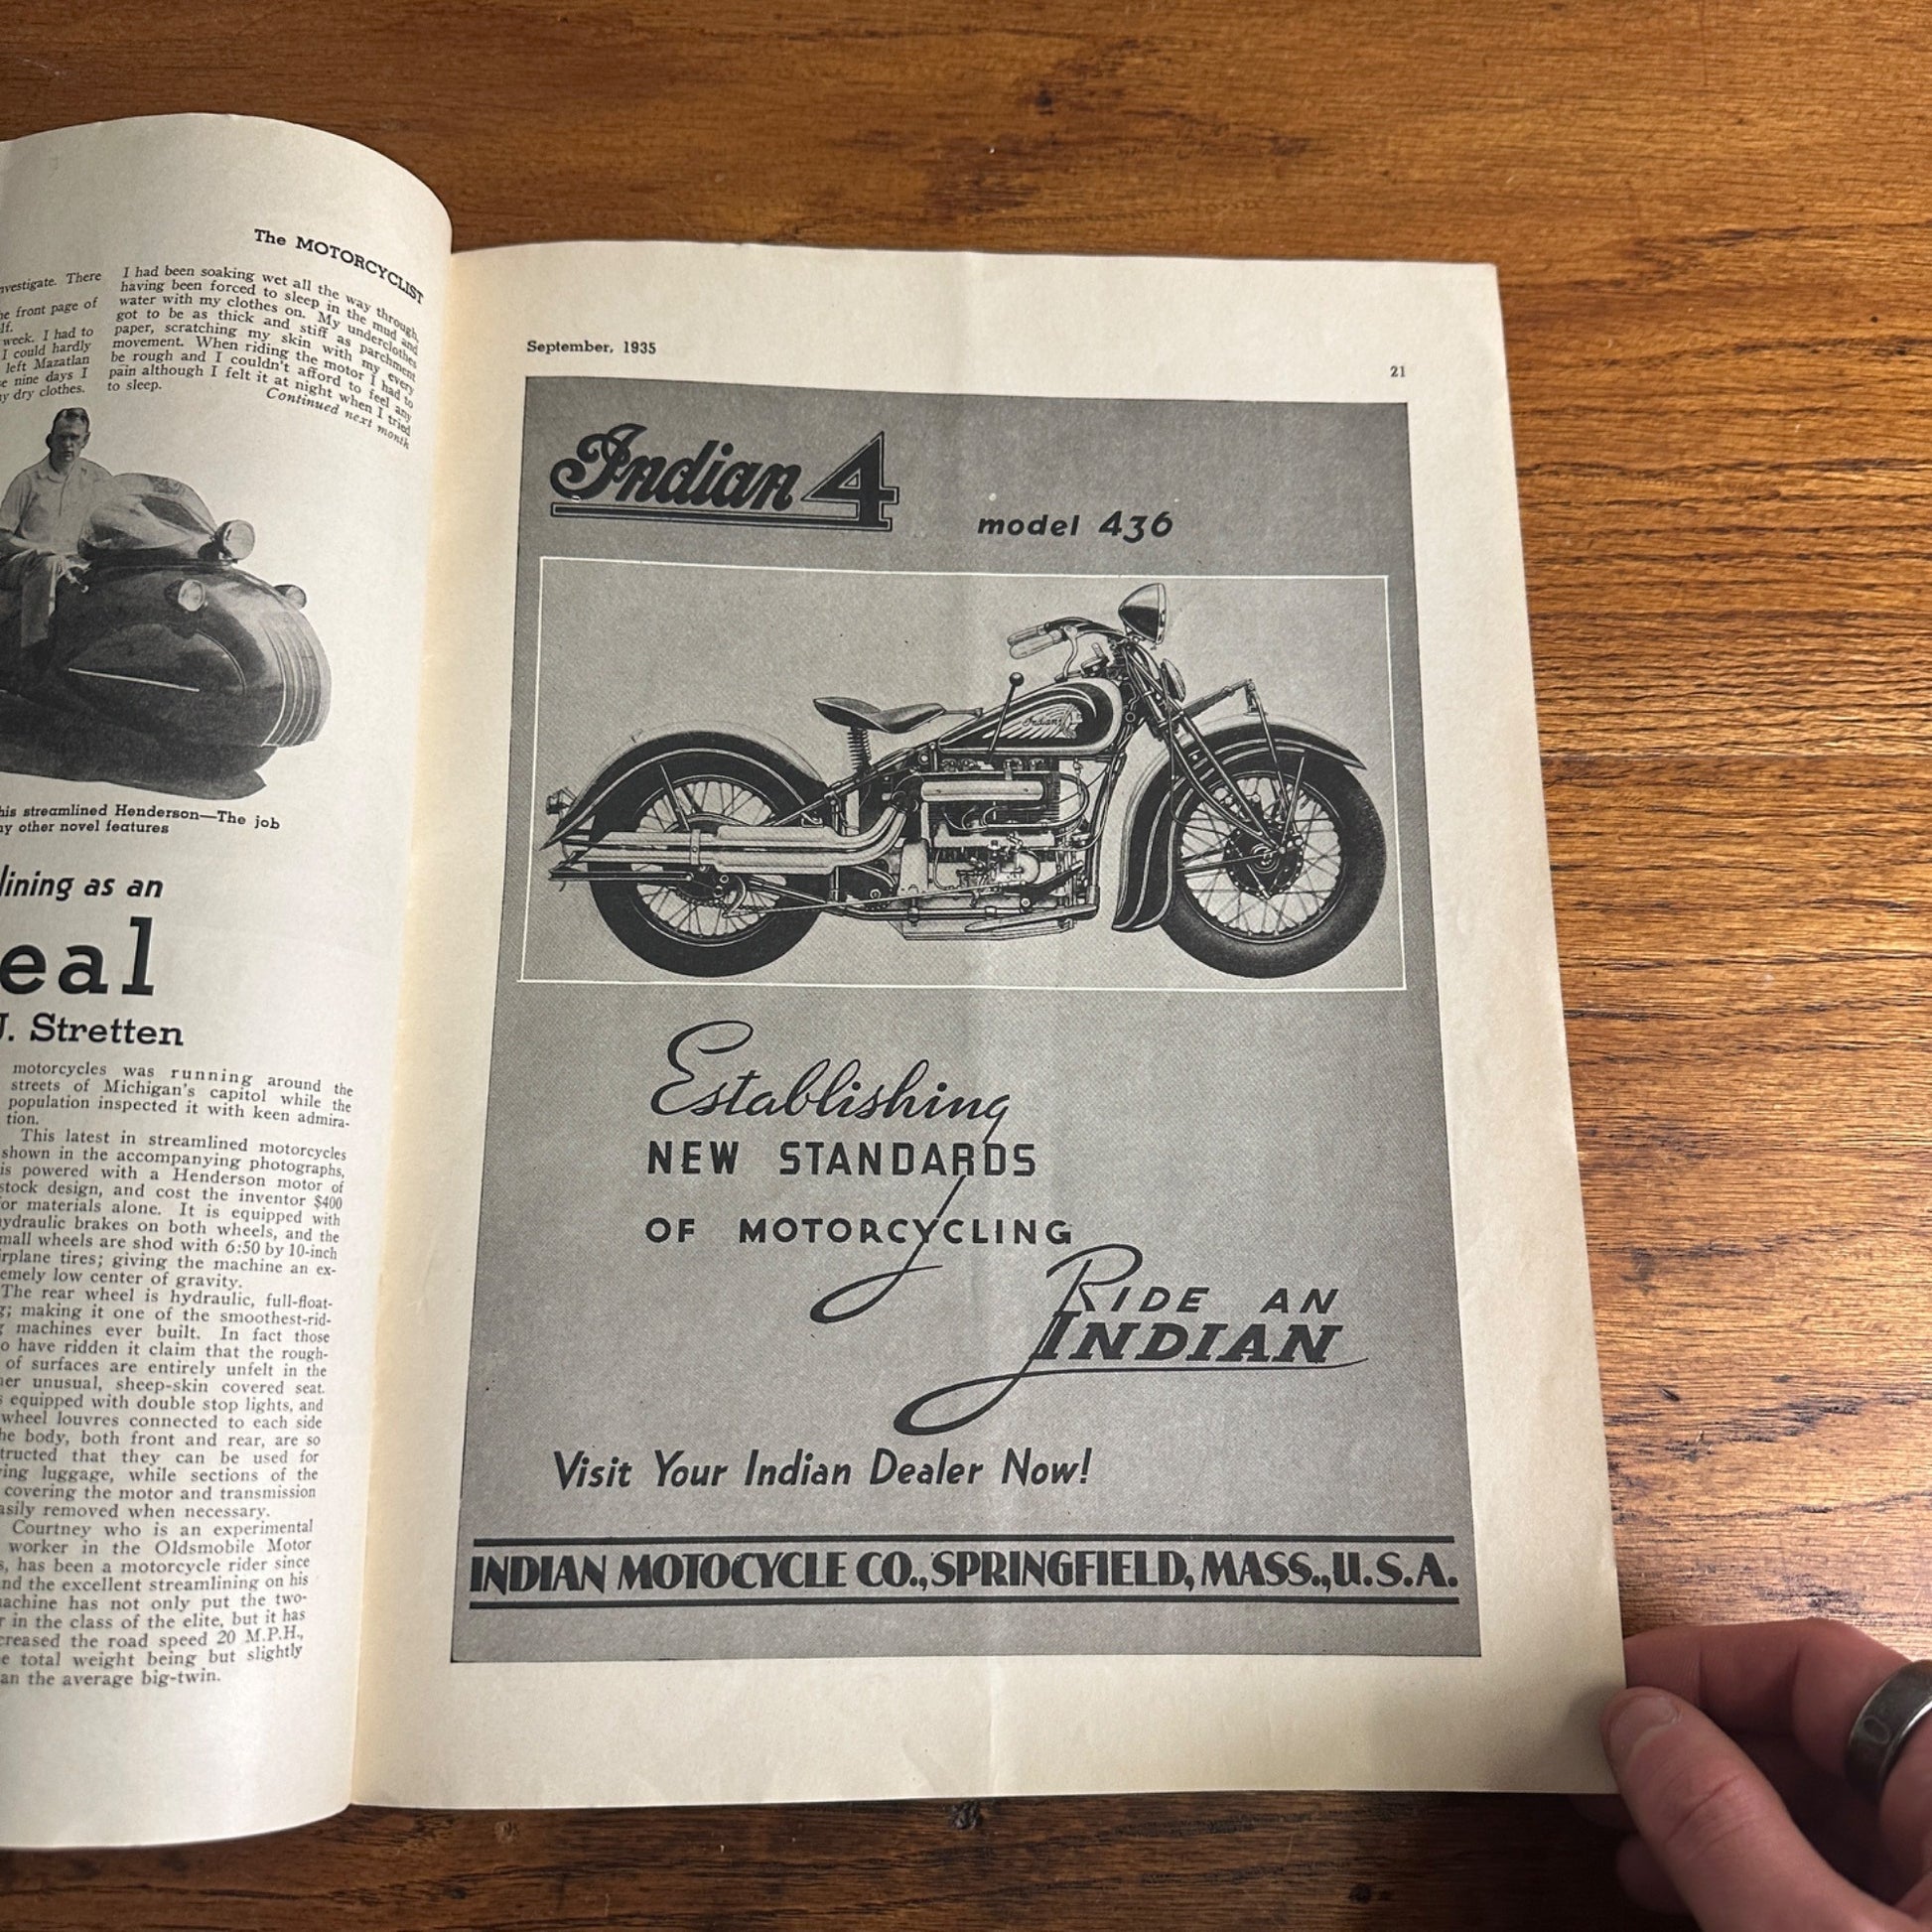 The MOTORCYCLIST
investigate. There
he front page of
week. I had to
I could hardly
left Mazatlan
nine days I
dry clothes.
I had been soaking wet all the way through,
having been forced to sleep in the mud and
water with my clothes on. My underclothes
got to be as thick and stiff as parchment
paper, scratching my skin with my every
movement. When riding the motor I had to
be rough and I couldn't afford to feel any
pain although I felt it at night when I tried
to sleep.
Continued next month
his streamlined Henderson—The job
ny other novel features
lining as an
eal
J. Stretten
motorcycles was running around the
streets of Michigan's capitol while the
population inspected it with keen admira-
tion.
This latest in streamlined motorcycles
shown in the accompanying photographs,
is powered with a Henderson motor of
stock design, and cost the inventor $400
or materials alone. It is equipped with
ydraulic brakes on both wheels, and the
mall wheels are shod with 6:50 by 10-inch
irplane tires; giving the machine an ex-
emely low center of gravity.
The rear wheel is hydraulic, full-float-
g; making it one of the smoothest-rid-
g machines ever built. In fact those
o have ridden it claim that the rough-
of surfaces are entirely unfelt in the
her unusual, sheep-skin covered seat.
s equipped with double stop lights, and
wheel louvres connected to each side
he body, both front and rear, are so
tructed that they can be used for
ing luggage, while sections of the
covering the motor and transmission
asily removed when necessary.
Courtney who is an experimental
worker in the Oldsmobile Motor
s, has been a motorcycle rider since
nd the excellent streamlining on his
achine has not only put the two-
r in the class of the elite, but it has
creased the road speed 20 M.P.H.,
e total weight being but slightly
an the average big-twin.
September, 1935
21
Indian 4
model 436
Indian
Establishing
NEW STANDARDS
OF MOTORCYCLING
RIDE AN
INDIAN
Visit Your Indian Dealer Now!
INDIAN MOTOCYCLE CO., SPRINGFIELD, MASS., U.S.A.